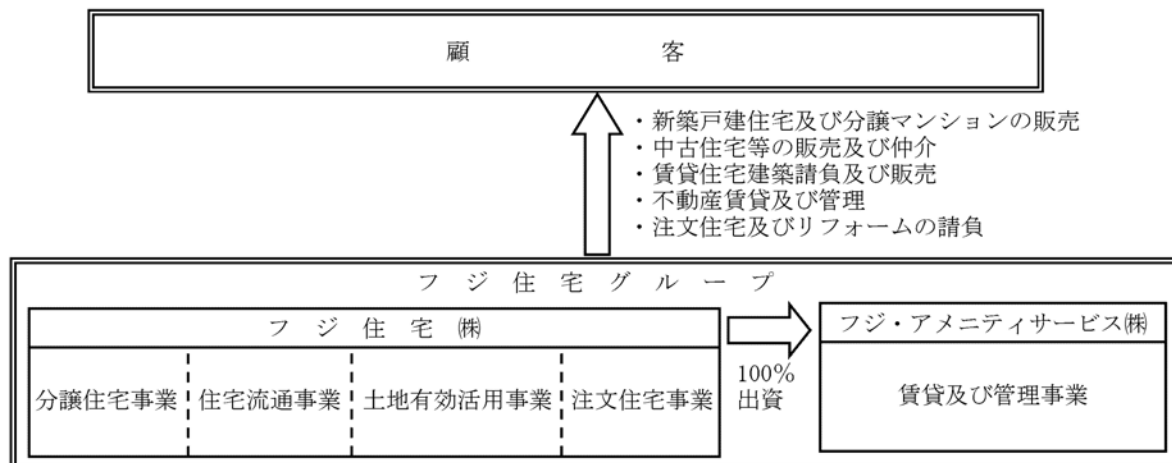 顧客
・新築戸建住宅及び分譲マンションの販売
・中古住宅等の販売及び仲介
・賃貸住宅建築請負及び販売
・不動産賃貸及び管理
・注文住宅及びリフォームの請負
フジ住宅グループ
フジ住宅㈱
分譲住宅事業
住宅流通事業
土地有効活用事業
注文住宅事業
100%
出資
フジ・アメニティサービス㈱
賃貸及び管理事業